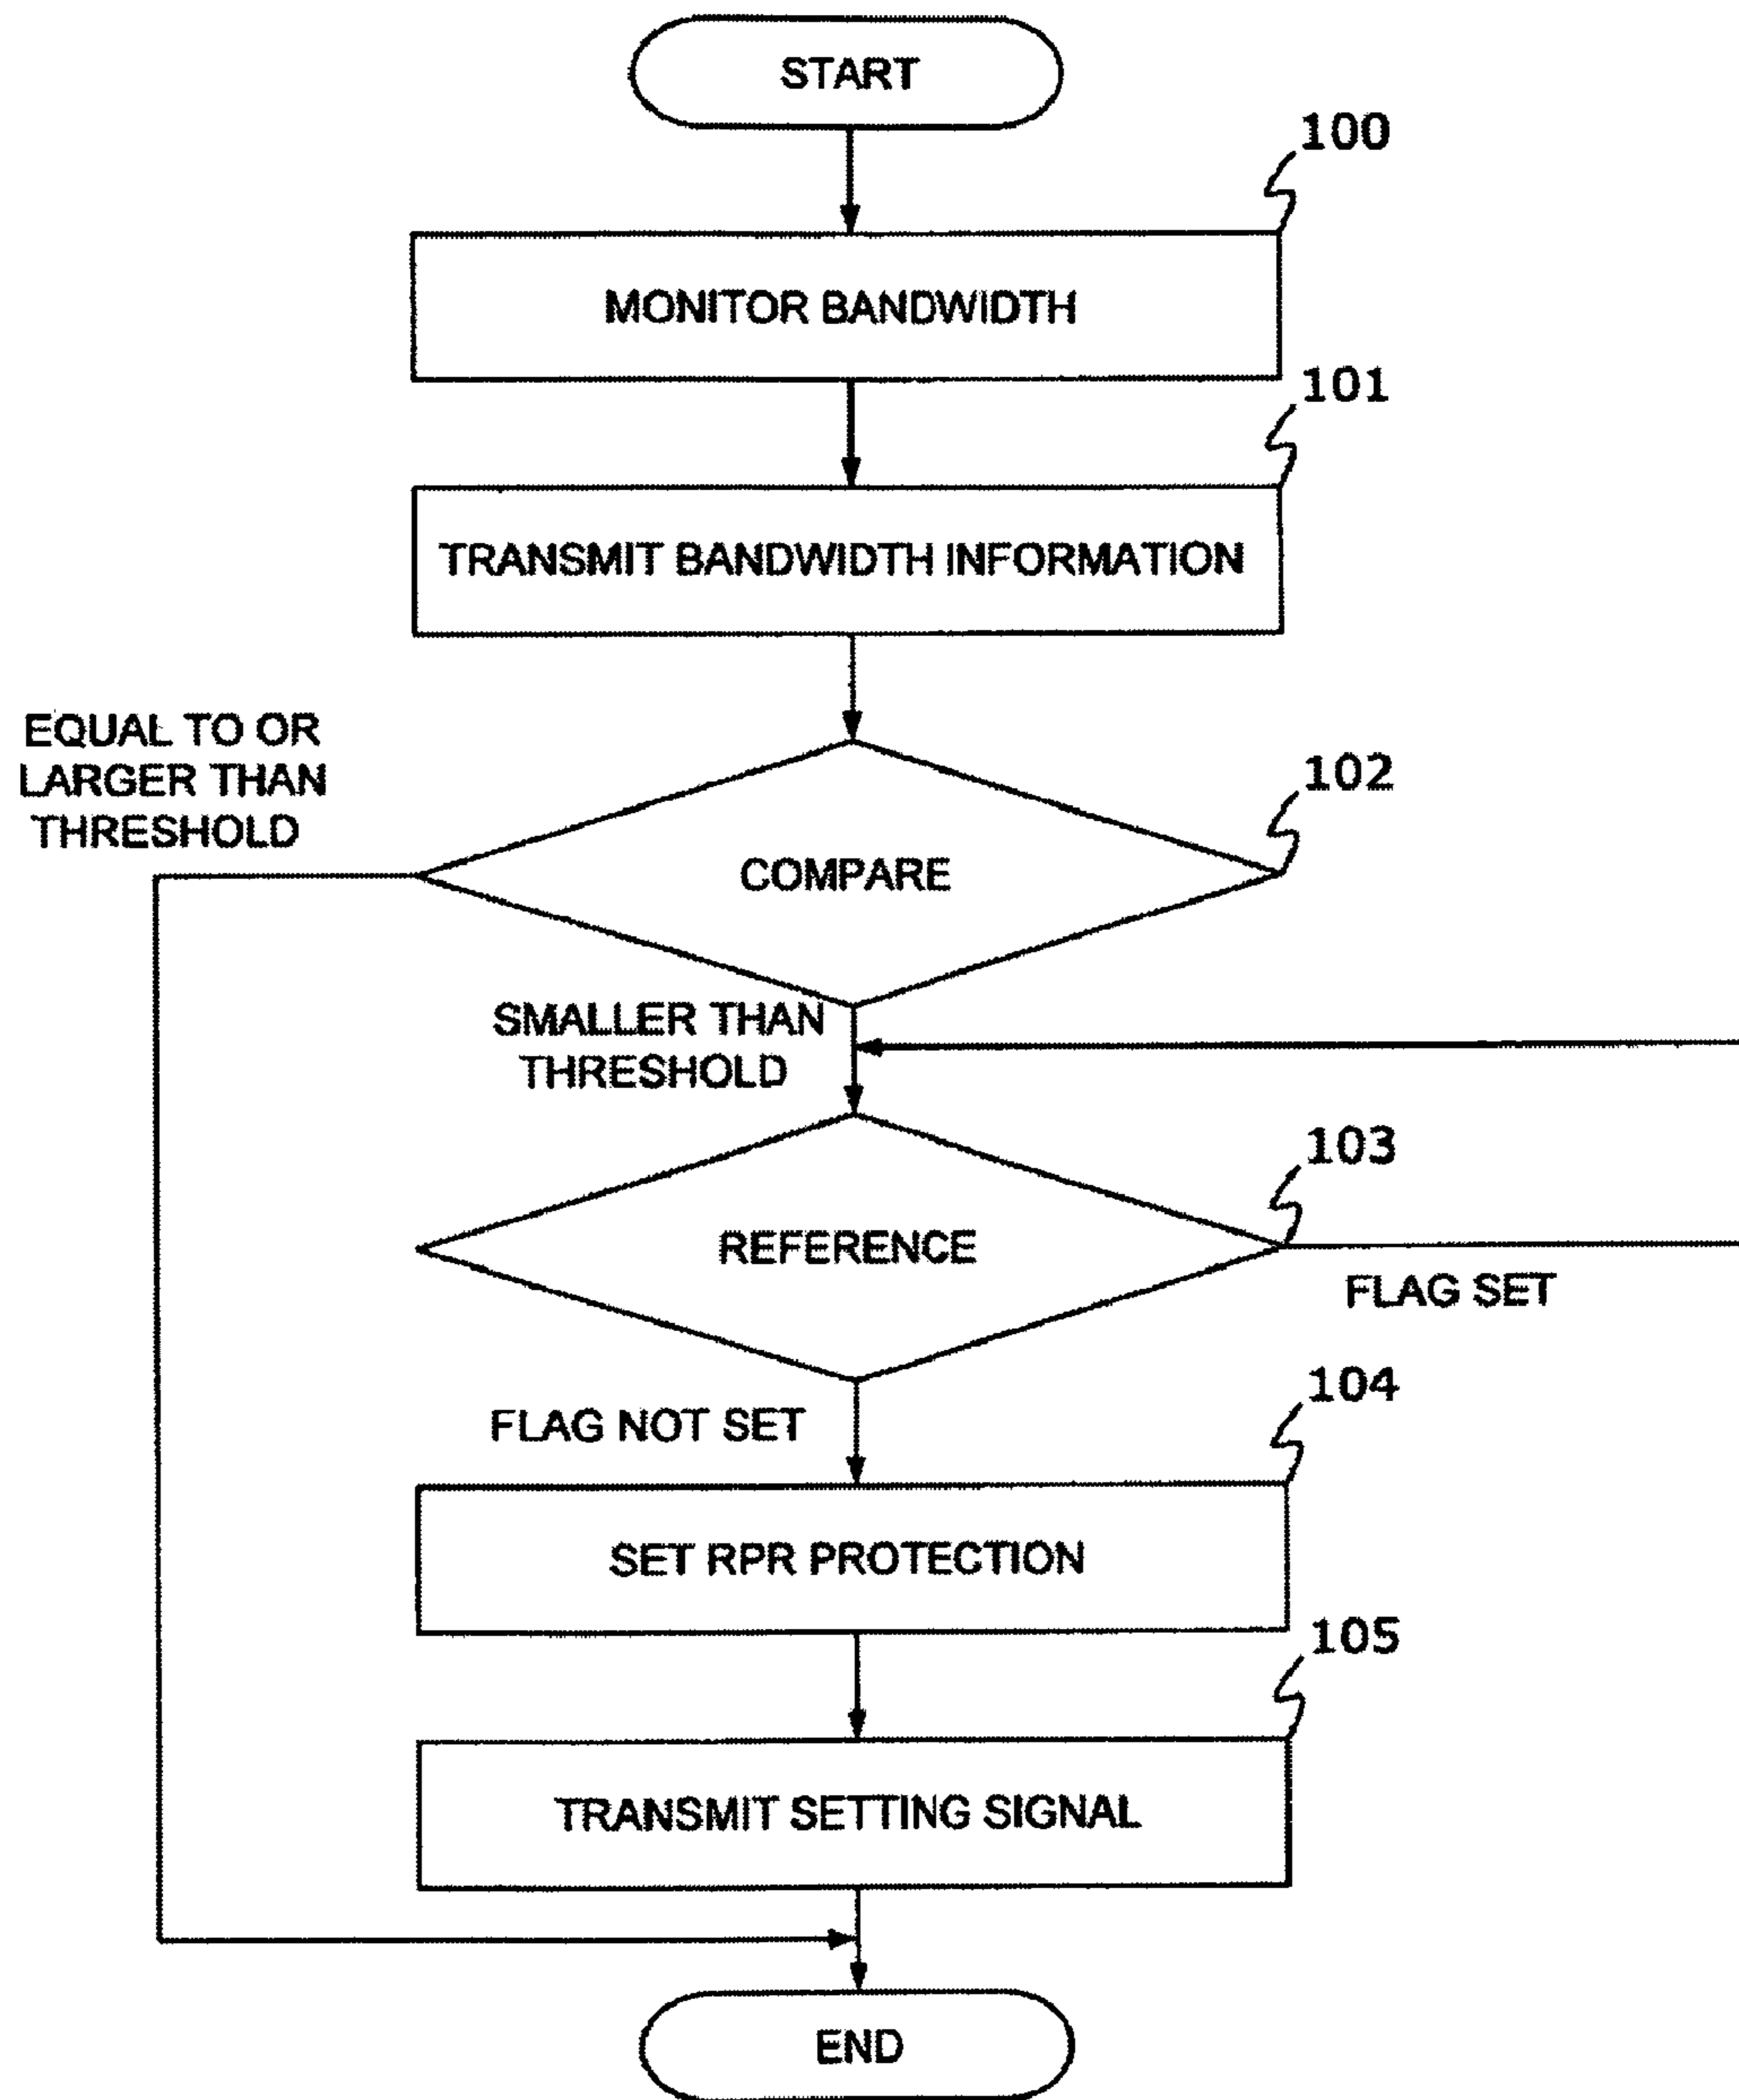 START
100
MONITOR BANDWIDTH
101
TRANSMIT BANDWIDTH INFORMATION
EQUAL TO OR
LARGER THAN
THRESHOLD
102
COMPARE
SMALLER THAN
THRESHOLD
103
REFERENCE
FLAG SET
FLAG NOT SET
104
SET RPR PROTECTION
105
TRANSMIT SETTING SIGNAL
END